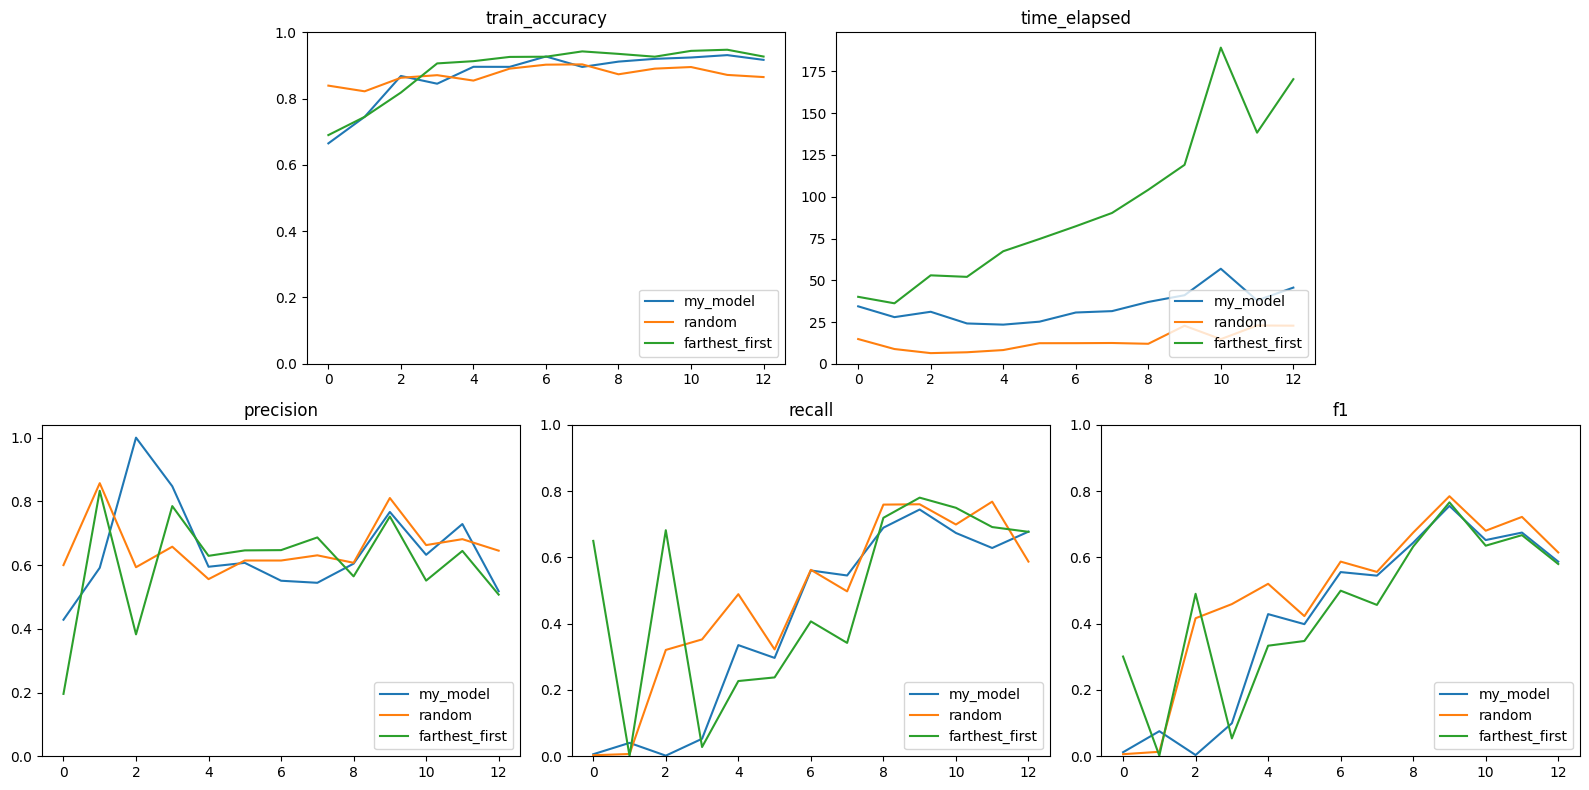 train_accuracy
1.0
0.8
0.6
0.4
0.2
0.0
0 2 4 6 8 10 12
my_model
random
farthest_first
time_elapsed
175
150
125
100
75
50
25
0
0 2 4 6 8 10 12
my_model
random
farthest_first
precision
1.0
0.8
0.6
0.4
0.2
0.0
0 2 4 6 8 10 12
my_model
random
farthest_first
recall
1.0
0.8
0.6
0.4
0.2
0.0
0 2 4 6 8 10 12
my_model
random
farthest_first
f1
1.0
0.8
0.6
0.4
0.2
0.0
0 2 4 6 8 10 12
my_model
random
farthest_first